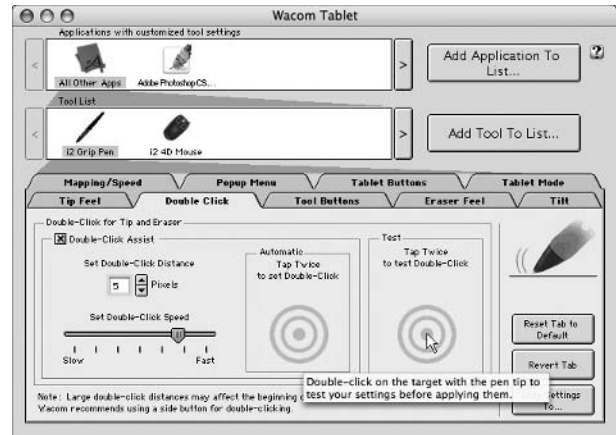 Wacom Tablet
Applications with customized tool settings
<
All Other Apps
Adobe PhotoshopCS...
>
Add Application To
List...
?
Tool List
<
i2 Grip Pen
i2 4D Mouse
>
Add Tool To List...
Mapping/Speed
Popup Menu
Tablet Buttons
Tablet Mode
Tip Feel
Double Click
Tool Buttons
Eraser Feel
Tilt
Double-Click for Tip and Eraser
Double-Click Assist
Set Double-Click Distance
5 Pixels
Set Double-Click Speed
Slow Fast
Automatic
Tap Twice
to set Double-Click
Test
Tap Twice
to test Double-Click
Reset Tab to
Default
Revert Tab
Settings
To...
Double-click on the target with the pen tip to
test your settings before applying them.
Note: Large double-click distances may affect the beginning
Wacom recommends using a side button for double-clicking.